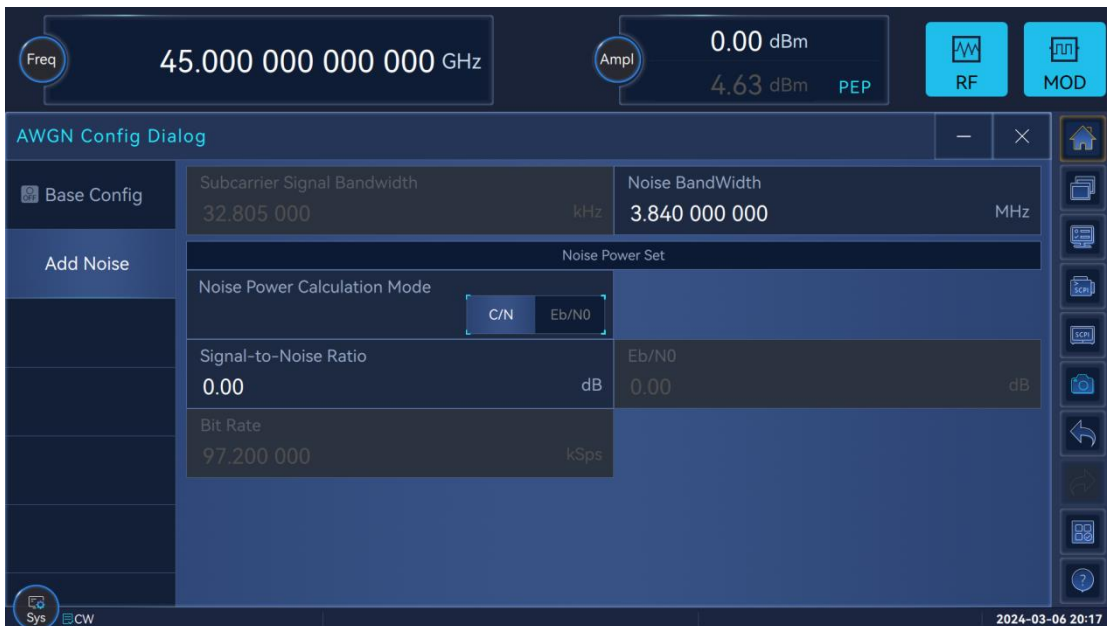 Freq 45.000 000 000 000 GHz
Ampl 0.00 dBm
4.63 dBm PEP
RF
MOD
AWGN Config Dialog
OFF Base Config
Add Noise
Subcarrier Signal Bandwidth
32.805 000 kHz
Noise BandWidth
3.840 000 000 MHz
Noise Power Set
Noise Power Calculation Mode
C/N Eb/N0
Signal-to-Noise Ratio
0.00 dB
Eb/N0
0.00 dB
Bit Rate
97.200 000 kSps
SCPI
SCPI
?
Sys CW
2024-03-06 20:17